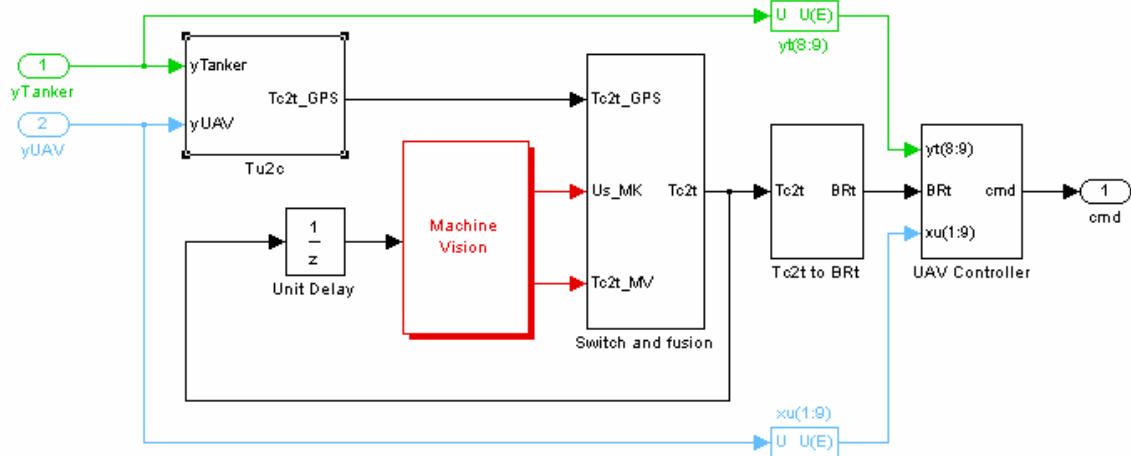 U U(E)
yt(8:9)
1
yTanker
2
yUAV
yTanker
Tc2t_GPS
yUAV
Tu2c
Tc2t_GPS
Us_MK
Tc2t
Tc2t_MV
Switch and fusion
Machine
Vision
1
z
Unit Delay
Tc2t BRt
Tc2t to BRt
yt(8:9)
BRt
cmd
xu(1:9)
UAV Controller
1
cmd
xu(1:9)
U U(E)